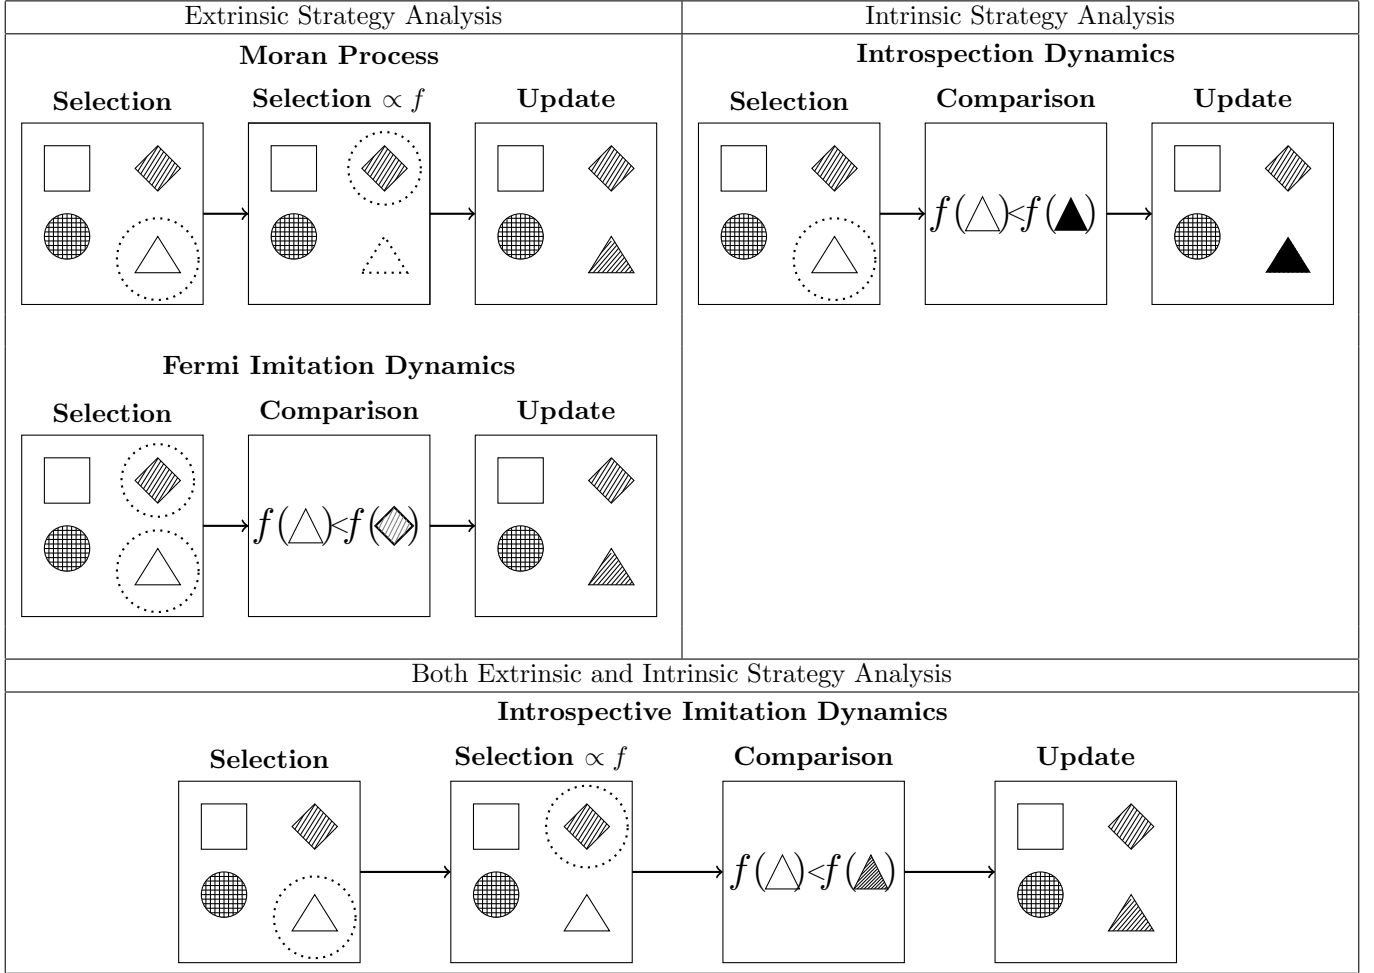 Extrinsic Strategy Analysis
Intrinsic Strategy Analysis
Moran Process
Selection
Selection ∝ f
Update
Introspection Dynamics
Selection
Comparison
Update
f(△)<f(▲)
Fermi Imitation Dynamics
Selection
Comparison
Update
f(△)<f(◇)
Both Extrinsic and Intrinsic Strategy Analysis
Introspective Imitation Dynamics
Selection
Selection ∝ f
Comparison
Update
f(△)<f(▲)